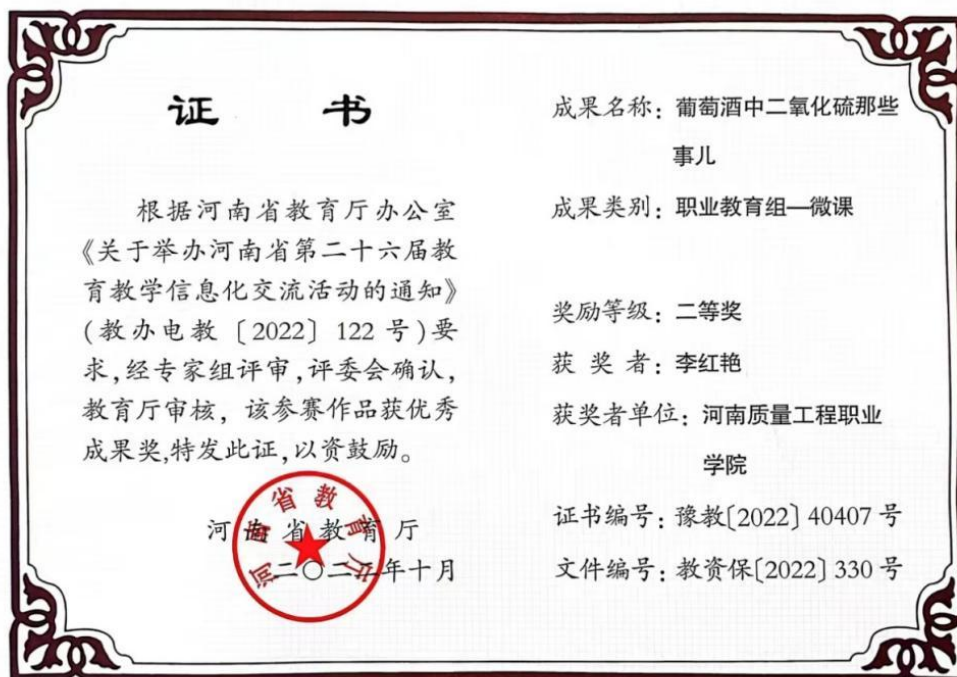 证 书
根据河南省教育厅办公室
《关于举办河南省第二十六届教
育教学信息化交流活动的通知》
(教办电教〔2022〕122号)要
求,经专家组评审,评委会确认,
教育厅审核,该参赛作品获优秀
成果奖,特发此证,以资鼓励。
河南省教育厅
二〇二二年十月
河南省教育厅
成果名称:葡萄酒中二氧化硫那些
事儿
成果类别:职业教育组—微课
奖励等级:二等奖
获 奖 者:李红艳
获奖者单位:河南质量工程职业
学院
证书编号:豫教[2022]40407号
文件编号:教资保[2022]330号